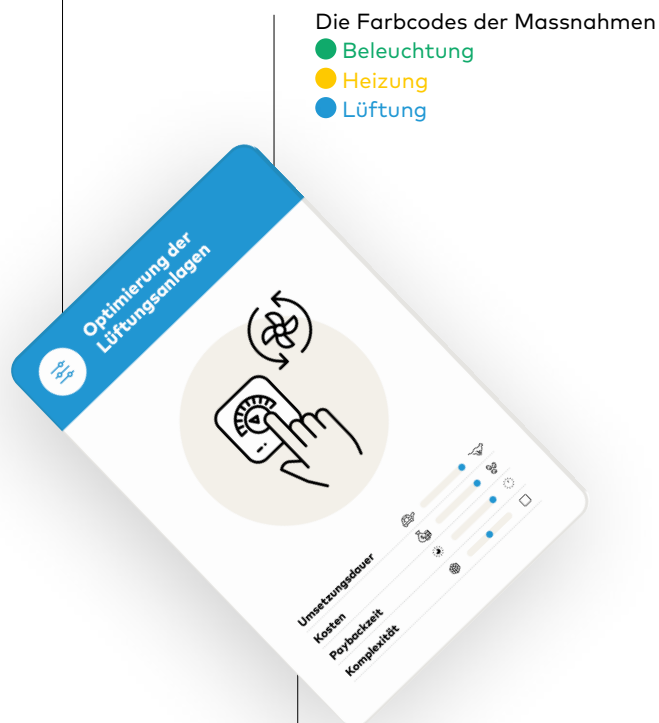 Die Farbcodes der Massnahmen
Beleuchtung
Heizung
Lüftung
Optimierung der
Lüftungsanlagen
Umsetzungsdauer
Kosten
Paybackzeit
Komplexität